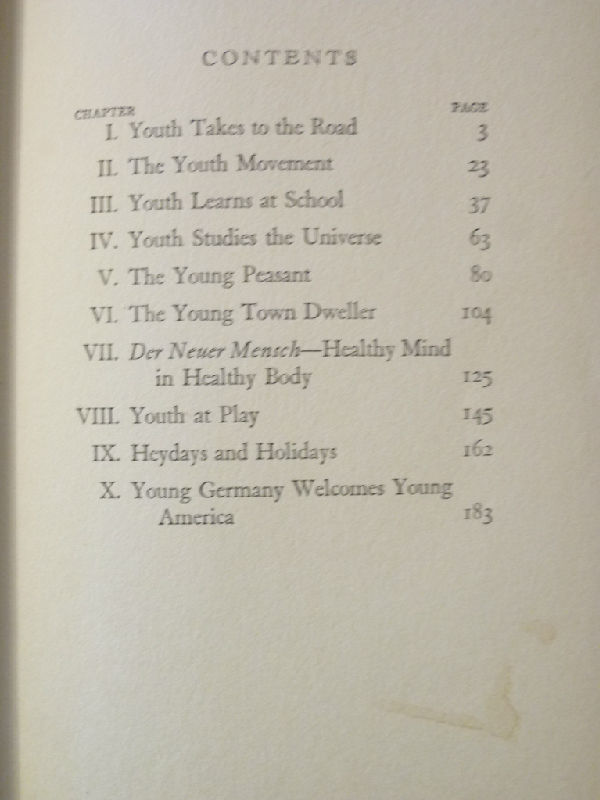 CONTENTS
CHAPTER PAGE
I. Youth Takes to the Road 3
II. The Youth Movement 23
III. Youth Learns at School 37
IV. Youth Studies the Universe 63
V. The Young Peasant 80
VI. The Young Town Dweller 104
VII. Der Neuer Mensch—Healthy Mind
in Healthy Body 125
VIII. Youth at Play 145
IX. Heydays and Holidays 162
X. Young Germany Welcomes Young
America 183